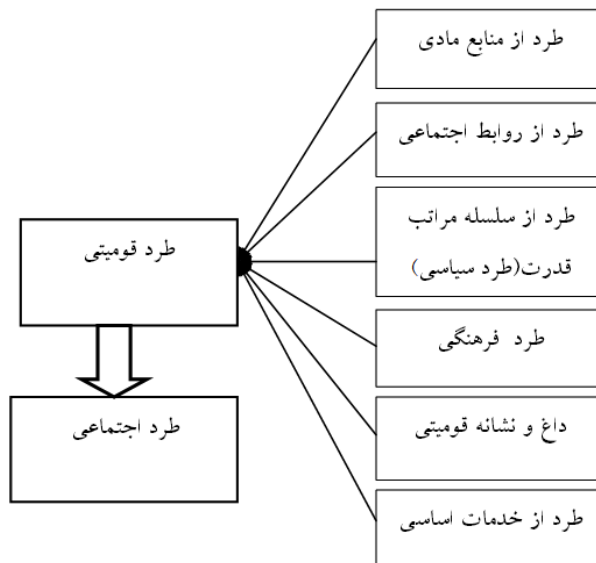 طرد از منابع مادی
طرد از روابط اجتماعی
طرد از سلسله مراتب
قدرت(طرد سیاسی)
طرد قومیتی
طرد فرهنگی
طرد اجتماعی
داغ و نشانه قومیتی
طرد از خدمات اساسی